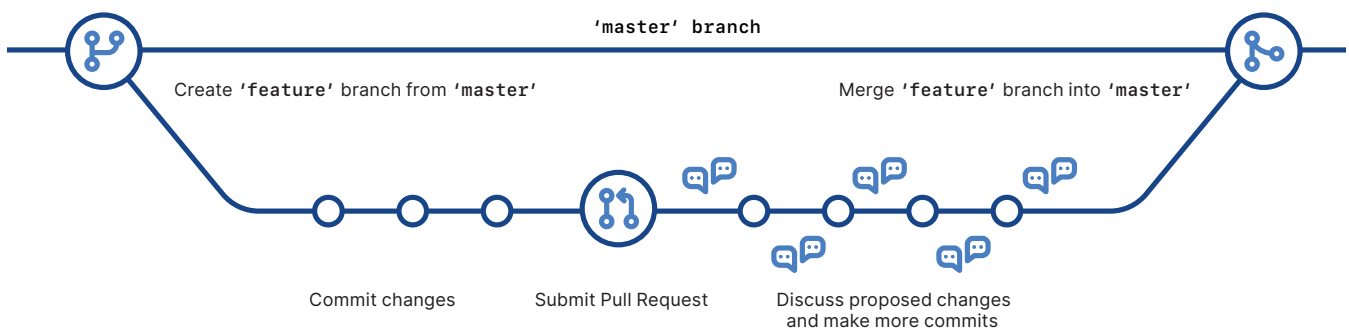 ‘master’ branch
Create ‘feature’ branch from ‘master’
Merge ‘feature’ branch into ‘master’
Commit changes
Submit Pull Request
Discuss proposed changes
and make more commits